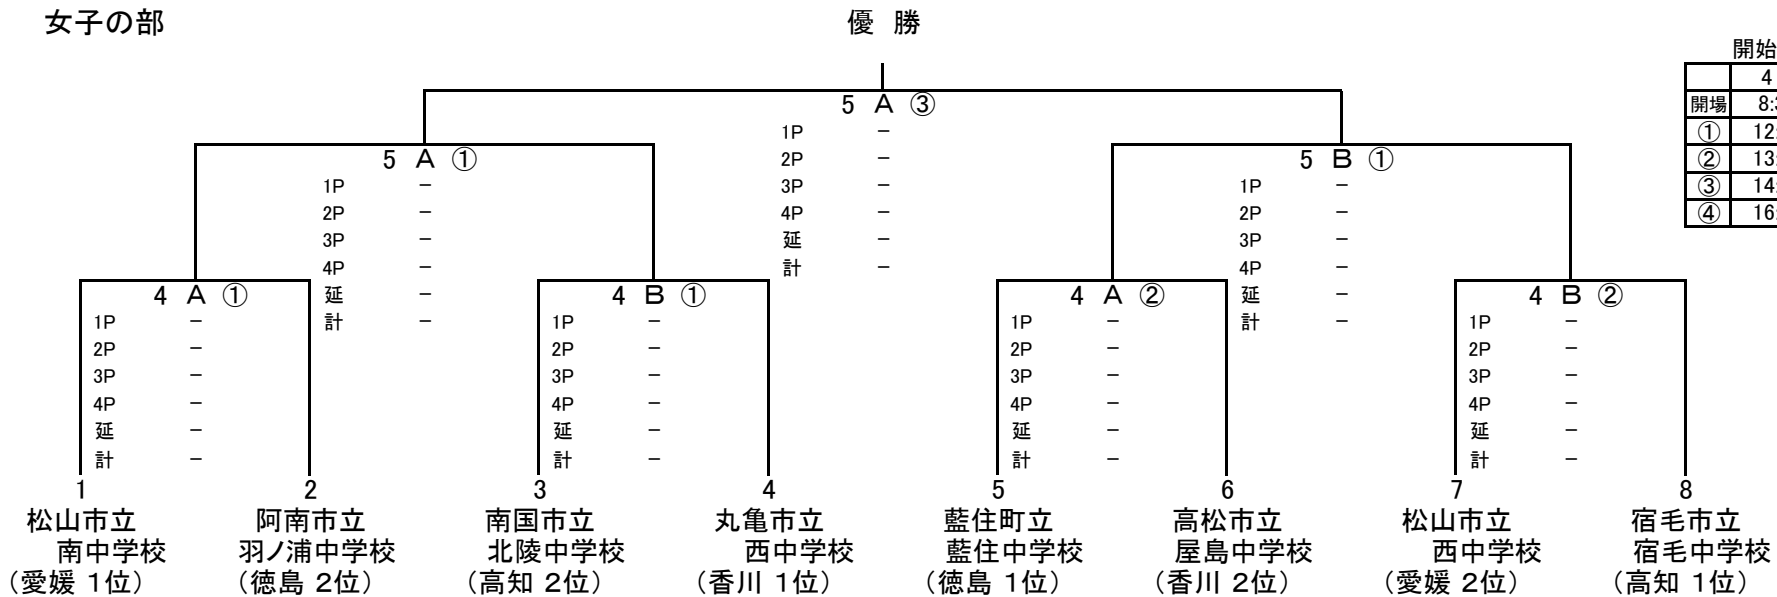 女子の部
優 勝
開始
4
開場 8:
① 12:
② 13:
③ 14:
④ 16:
5 A ③
1P －
2P －
3P －
4P －
延 －
計 －
5 A ①
1P －
2P －
3P －
4P －
延 －
計 －
5 B ①
1P －
2P －
3P －
4P －
延 －
計 －
4 A ①
1P －
2P －
3P －
4P －
延 －
計 －
4 B ①
1P －
2P －
3P －
4P －
延 －
計 －
4 A ②
1P －
2P －
3P －
4P －
延 －
計 －
4 B ②
1P －
2P －
3P －
4P －
延 －
計 －
1
松山市立
南中学校
（愛媛 1位）
2
阿南市立
羽ノ浦中学校
（徳島 2位）
3
南国市立
北陵中学校
（高知 2位）
4
丸亀市立
西中学校
（香川 1位）
5
藍住町立
藍住中学校
（徳島 1位）
6
高松市立
屋島中学校
（香川 2位）
7
松山市立
西中学校
（愛媛 2位）
8
宿毛市立
宿毛中学校
（高知 1位）